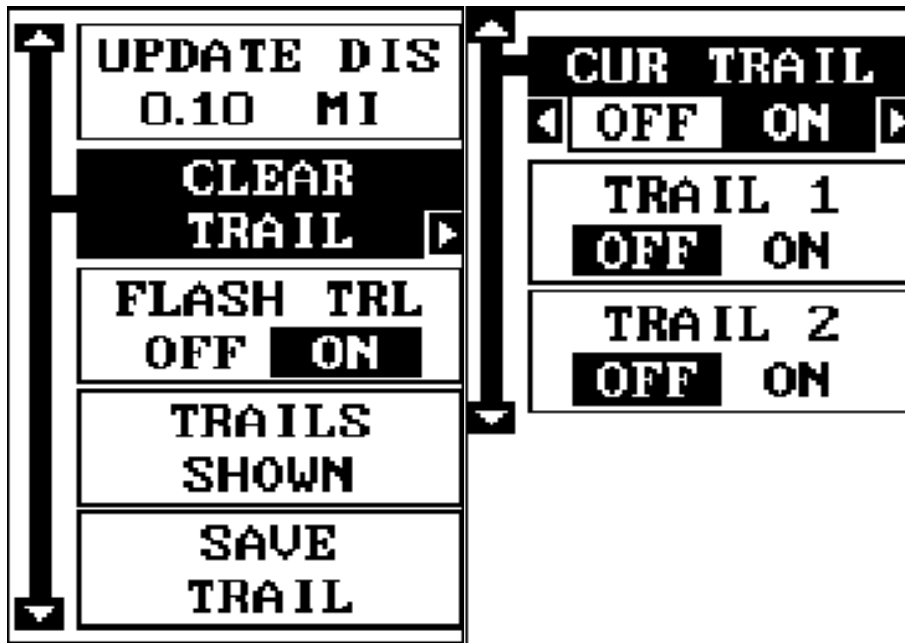 UPDATE DIS
0.10 MI
CLEAR
TRAIL
FLASH TRL
OFF ON
TRAILS
SHOWN
SAVE
TRAIL
CUR TRAIL
OFF ON
TRAIL 1
OFF ON
TRAIL 2
OFF ON